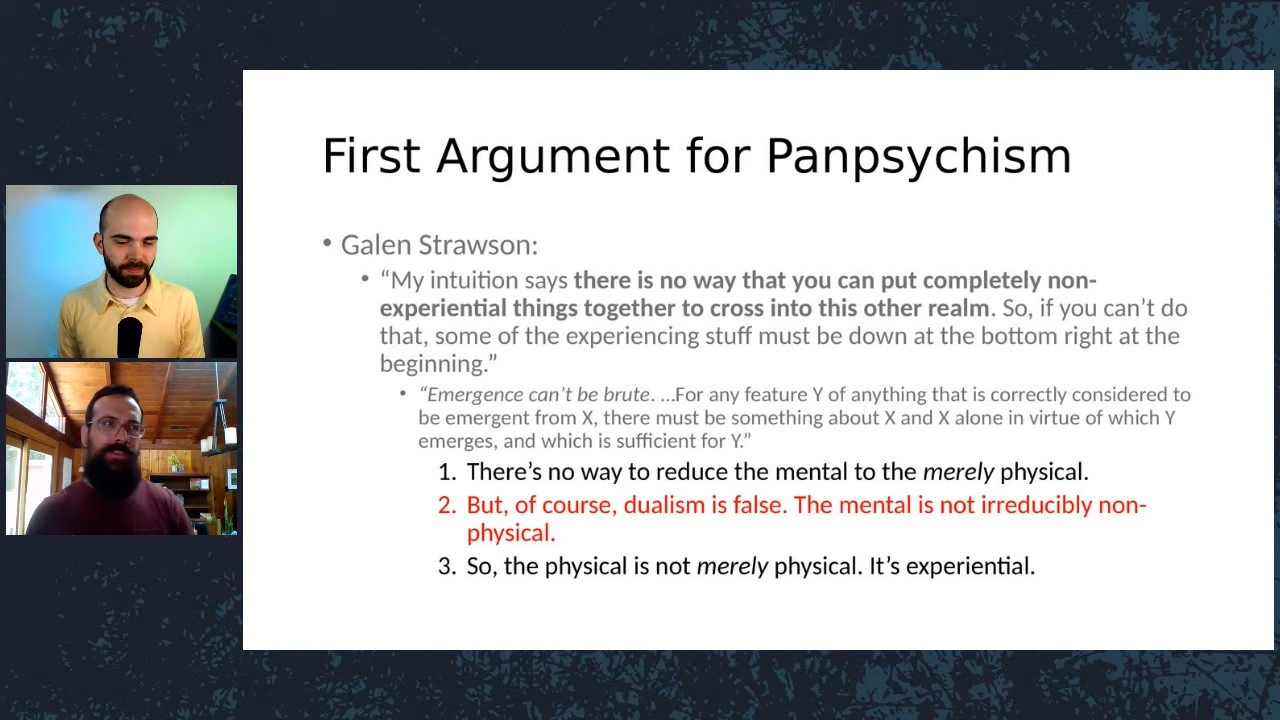 First Argument for Panpsychism
• Galen Strawson:
• “My intuition says there is no way that you can put completely non-
experiential things together to cross into this other realm. So, if you can’t do
that, some of the experiencing stuff must be down at the bottom right at the
beginning.”
• “Emergence can’t be brute. ...For any feature Y of anything that is correctly considered to
be emergent from X, there must be something about X and X alone in virtue of which Y
emerges, and which is sufficient for Y.”
1. There’s no way to reduce the mental to the merely physical.
2. But, of course, dualism is false. The mental is not irreducibly non-
physical.
3. So, the physical is not merely physical. It’s experiential.